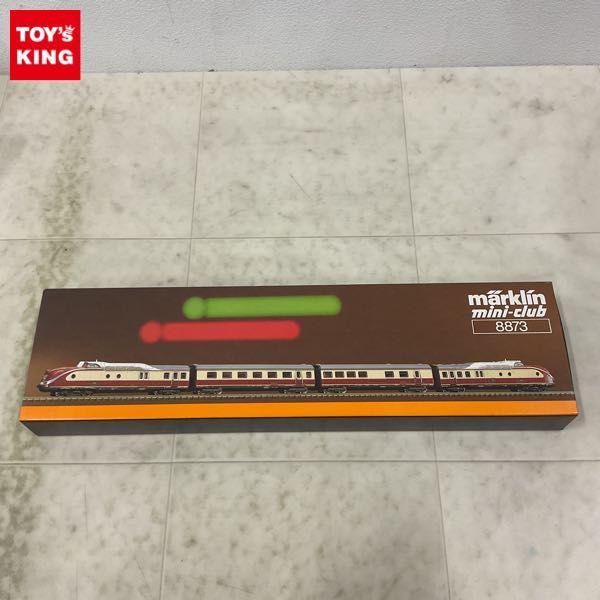 TOY's
KING
märklin
mini-club
8873